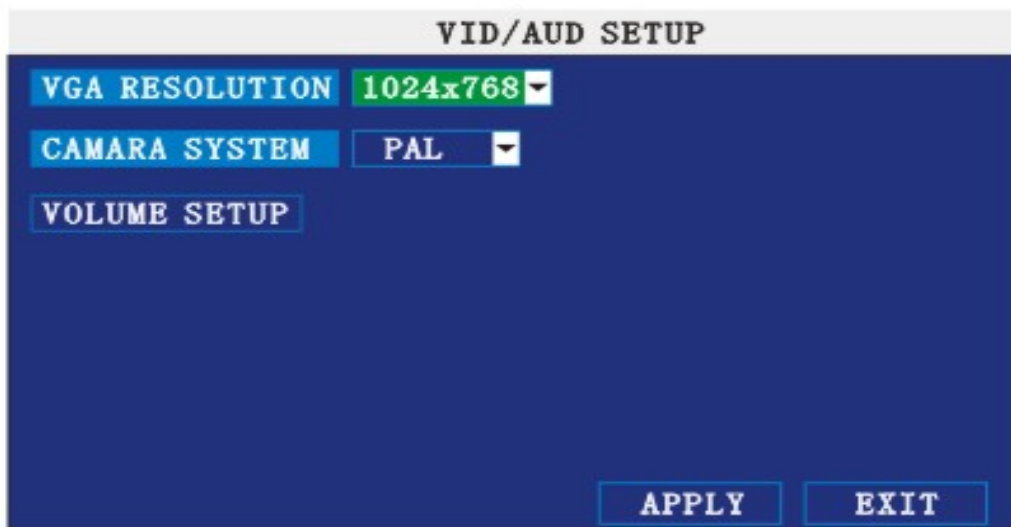 VID/AUD SETUP
VGA RESOLUTION 1024x768
CAMARA SYSTEM PAL
VOLUME SETUP
APPLY EXIT